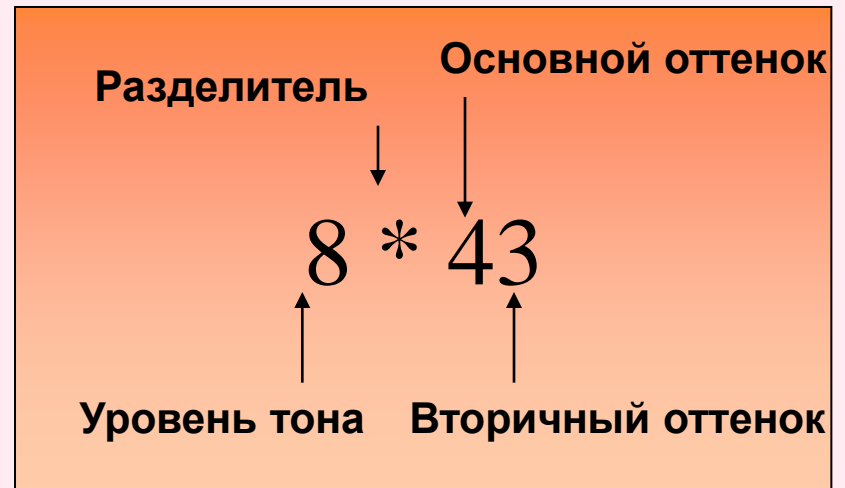 Основной оттенок
Разделитель
8 * 43
Уровень тона
Вторичный оттенок